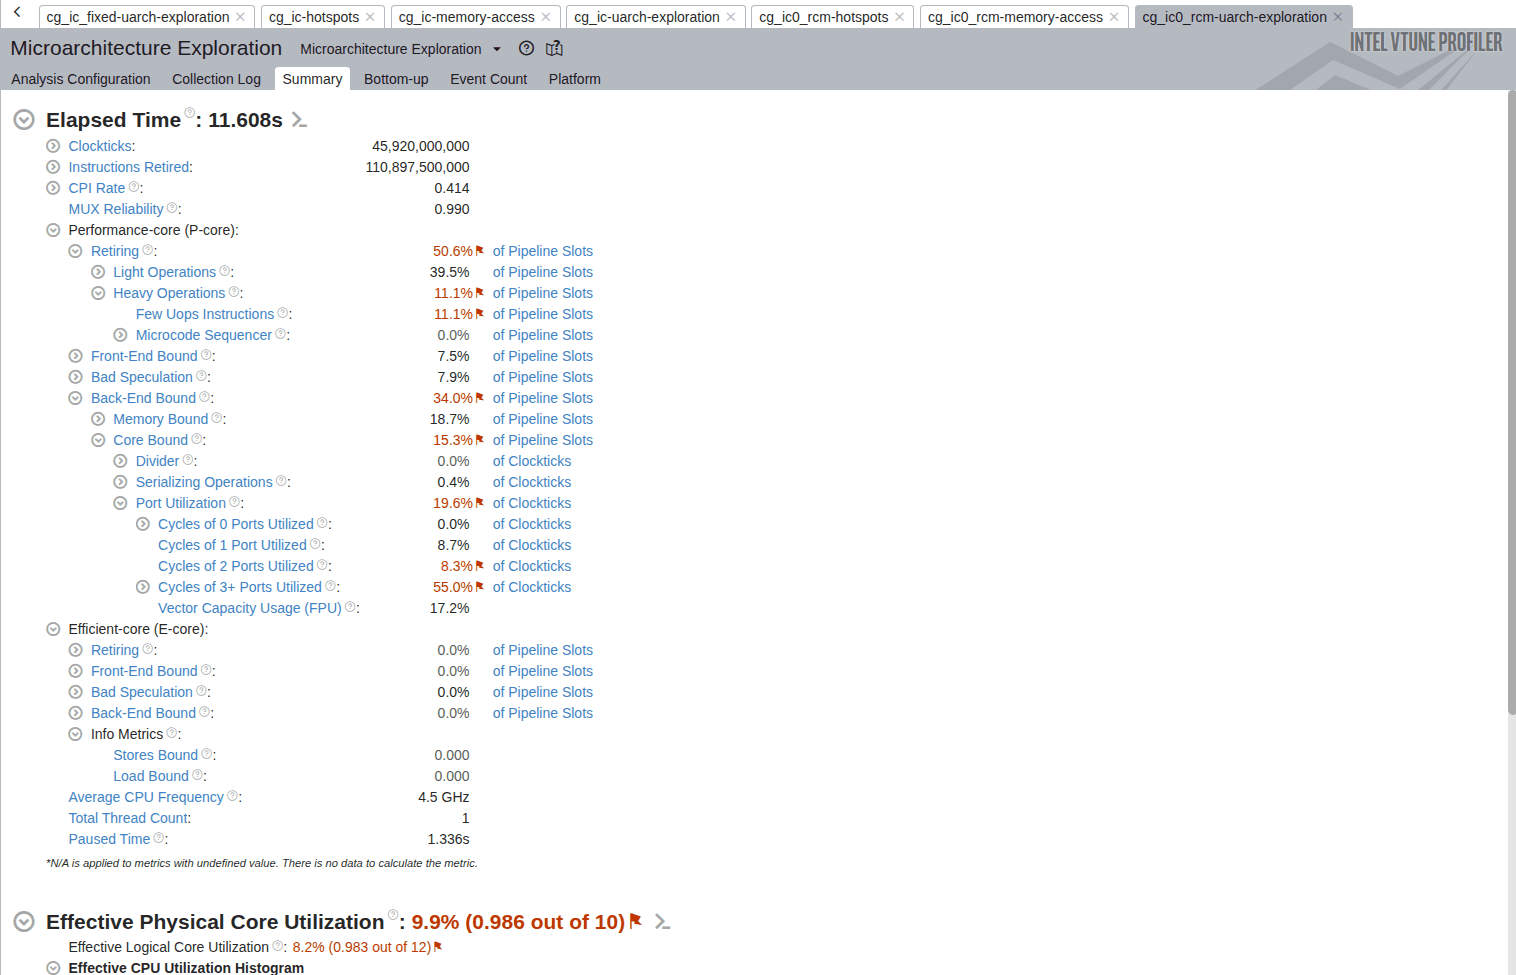 cg_ic_fixed-uarch-exploration × cg_ic-hotspots × cg_ic-memory-access × cg_ic-uarch-exploration × cg_ic0_rcm-hotspots × cg_ic0_rcm-memory-access × cg_ic0_rcm-uarch-exploration ×
Microarchitecture Exploration Microarchitecture Exploration INTEL VTUNE PROFILER
Analysis Configuration Collection Log Summary Bottom-up Event Count Platform
Elapsed Time: 11.608s
Clockticks: 45,920,000,000
Instructions Retired: 110,897,500,000
CPI Rate: 0.414
MUX Reliability: 0.990
Performance-core (P-core):
Retiring: 50.6% of Pipeline Slots
Light Operations: 39.5% of Pipeline Slots
Heavy Operations: 11.1% of Pipeline Slots
Few Uops Instructions: 11.1% of Pipeline Slots
Microcode Sequencer: 0.0% of Pipeline Slots
Front-End Bound: 7.5% of Pipeline Slots
Bad Speculation: 7.9% of Pipeline Slots
Back-End Bound: 34.0% of Pipeline Slots
Memory Bound: 18.7% of Pipeline Slots
Core Bound: 15.3% of Pipeline Slots
Divider: 0.0% of Clockticks
Serializing Operations: 0.4% of Clockticks
Port Utilization: 19.6% of Clockticks
Cycles of 0 Ports Utilized: 0.0% of Clockticks
Cycles of 1 Port Utilized: 8.7% of Clockticks
Cycles of 2 Ports Utilized: 8.3% of Clockticks
Cycles of 3+ Ports Utilized: 55.0% of Clockticks
Vector Capacity Usage (FPU): 17.2%
Efficient-core (E-core):
Retiring: 0.0% of Pipeline Slots
Front-End Bound: 0.0% of Pipeline Slots
Bad Speculation: 0.0% of Pipeline Slots
Back-End Bound: 0.0% of Pipeline Slots
Info Metrics:
Stores Bound: 0.000
Load Bound: 0.000
Average CPU Frequency: 4.5 GHz
Total Thread Count: 1
Paused Time: 1.336s
*N/A is applied to metrics with undefined value. There is no data to calculate the metric.
Effective Physical Core Utilization: 9.9% (0.986 out of 10)
Effective Logical Core Utilization: 8.2% (0.983 out of 12)
Effective CPU Utilization Histogram